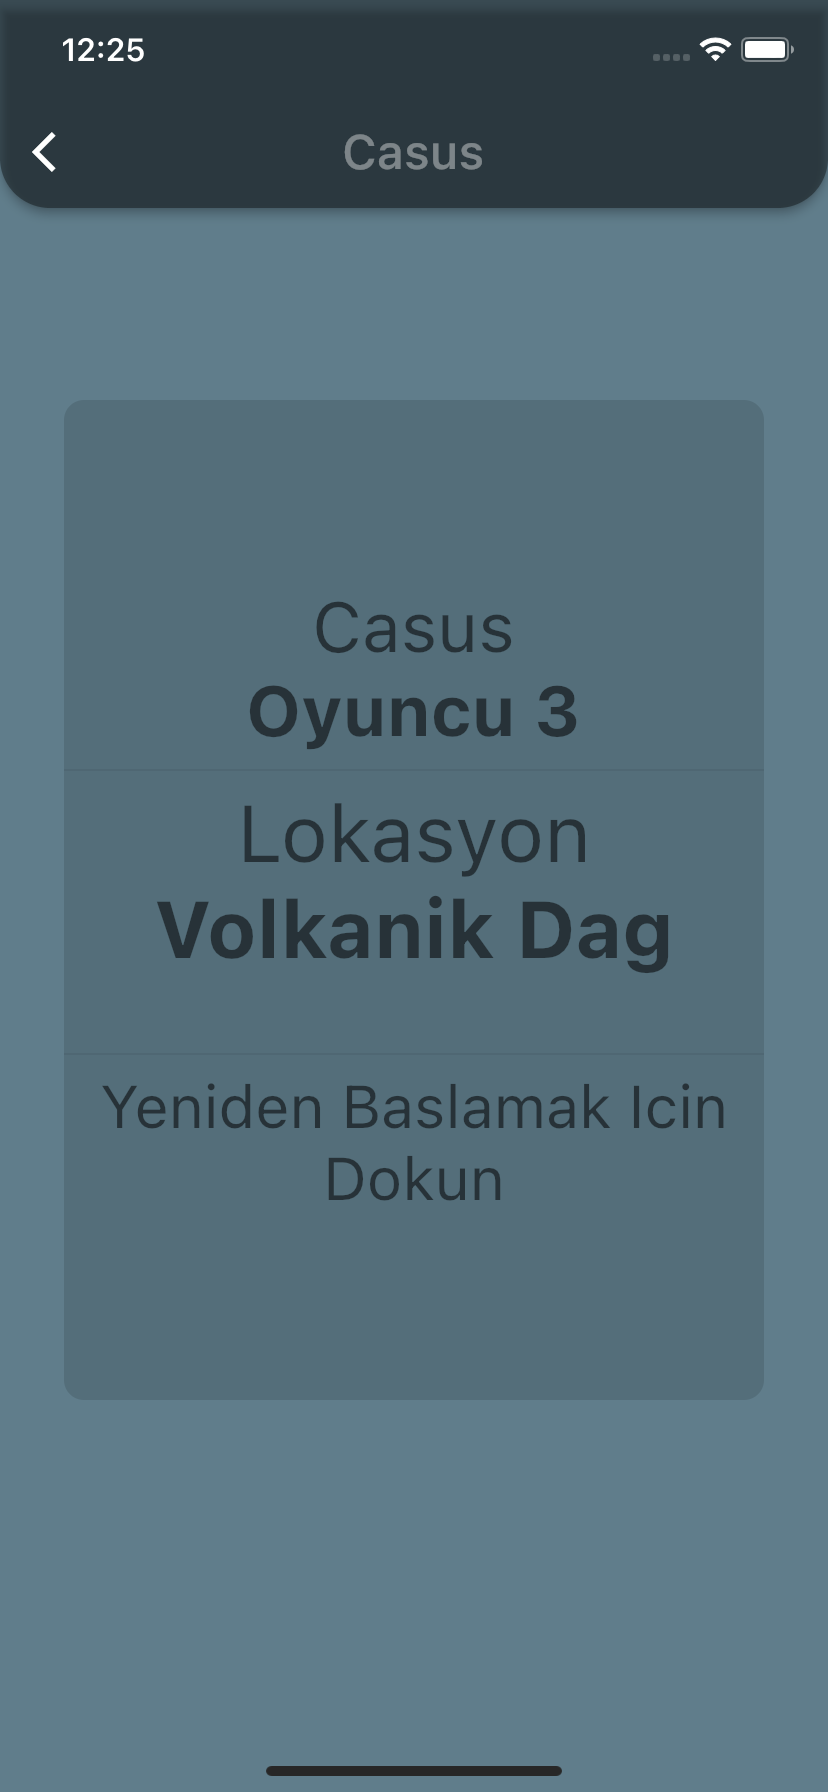 12:25
Casus
Casus
Oyuncu 3
Lokasyon
Volkanik Dag
Yeniden Baslamak Icin
Dokun